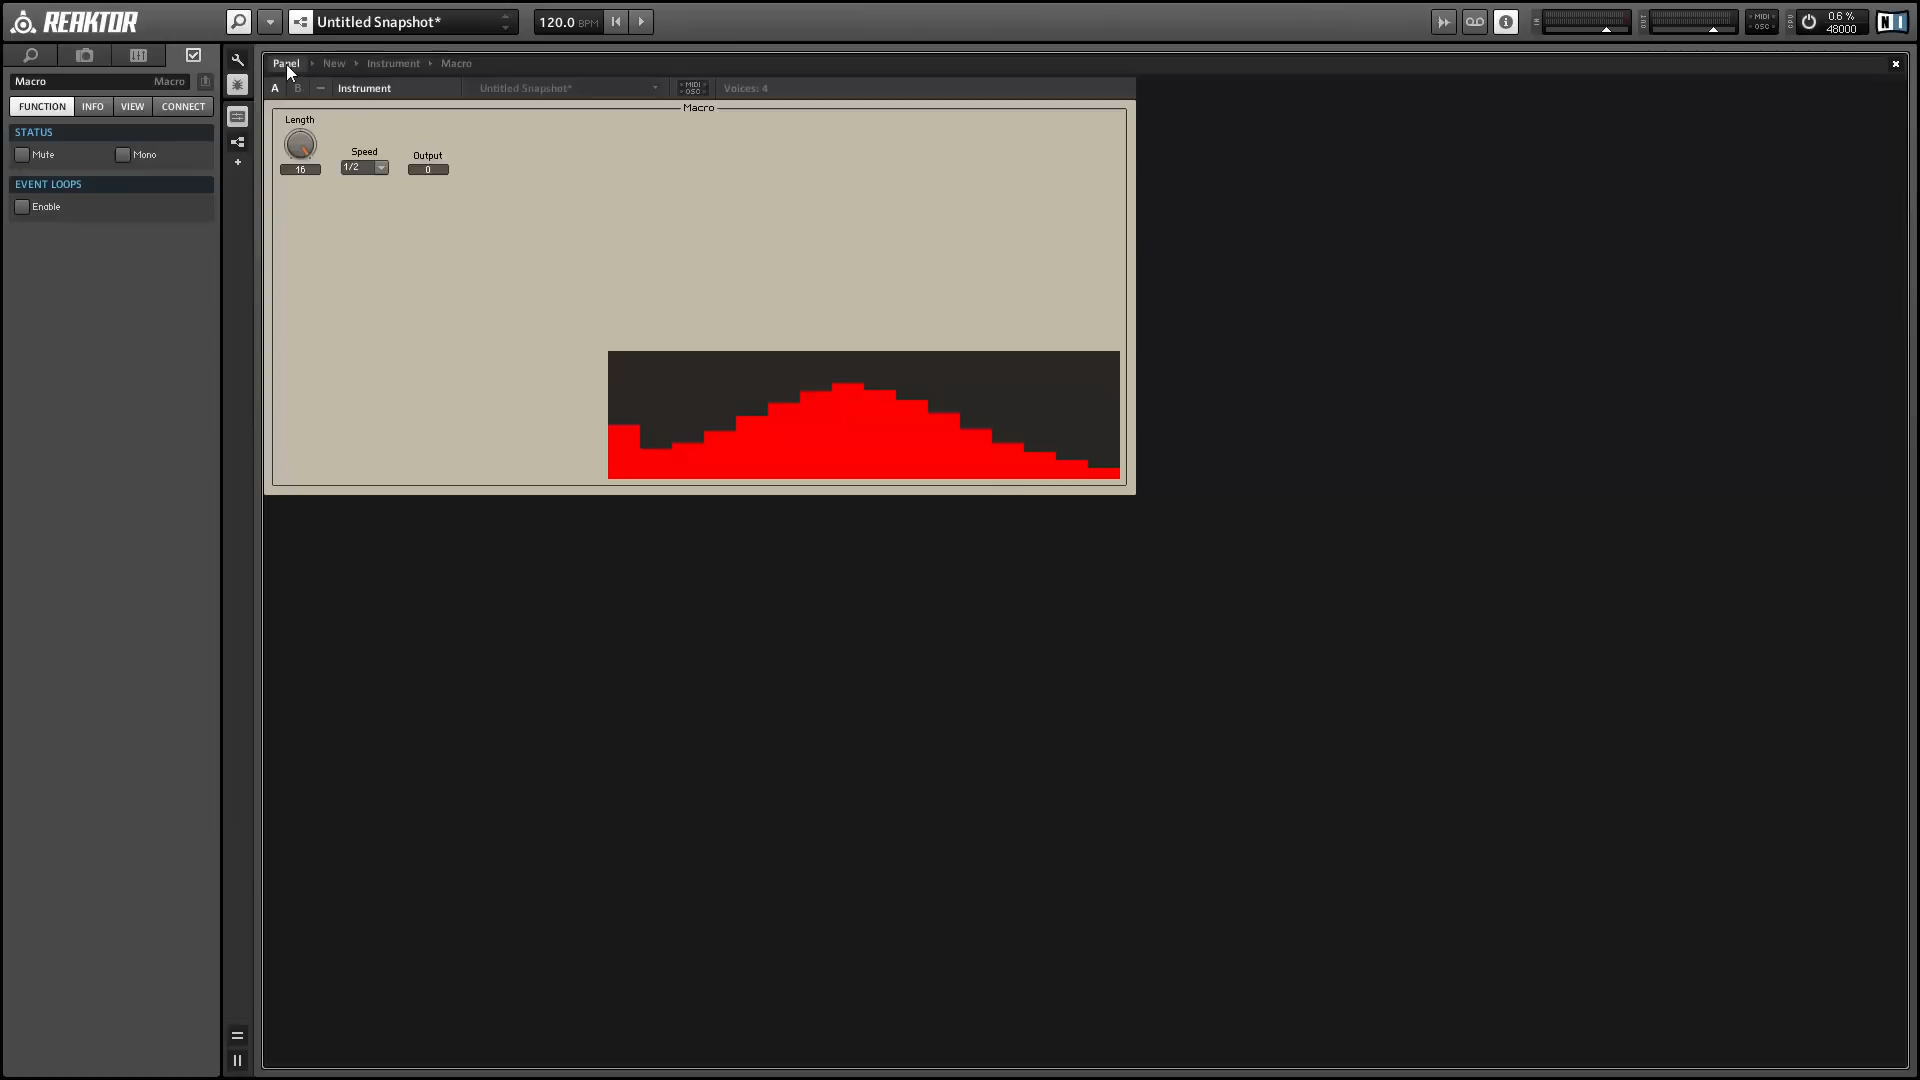 REAKTOR
Untitled Snapshot*
120.0 BPM
MIDI
OSC
0.6 %
48000
Macro
Macro
Panel
New
Instrument
Macro
A
B
Instrument
Untitled Snapshot*
MIDI
OSC
Voices: 4
FUNCTION
INFO
VIEW
CONNECT
STATUS
Mute
Mono
EVENT LOOPS
Enable
Macro
Length
16
Speed
1/2
Output
0